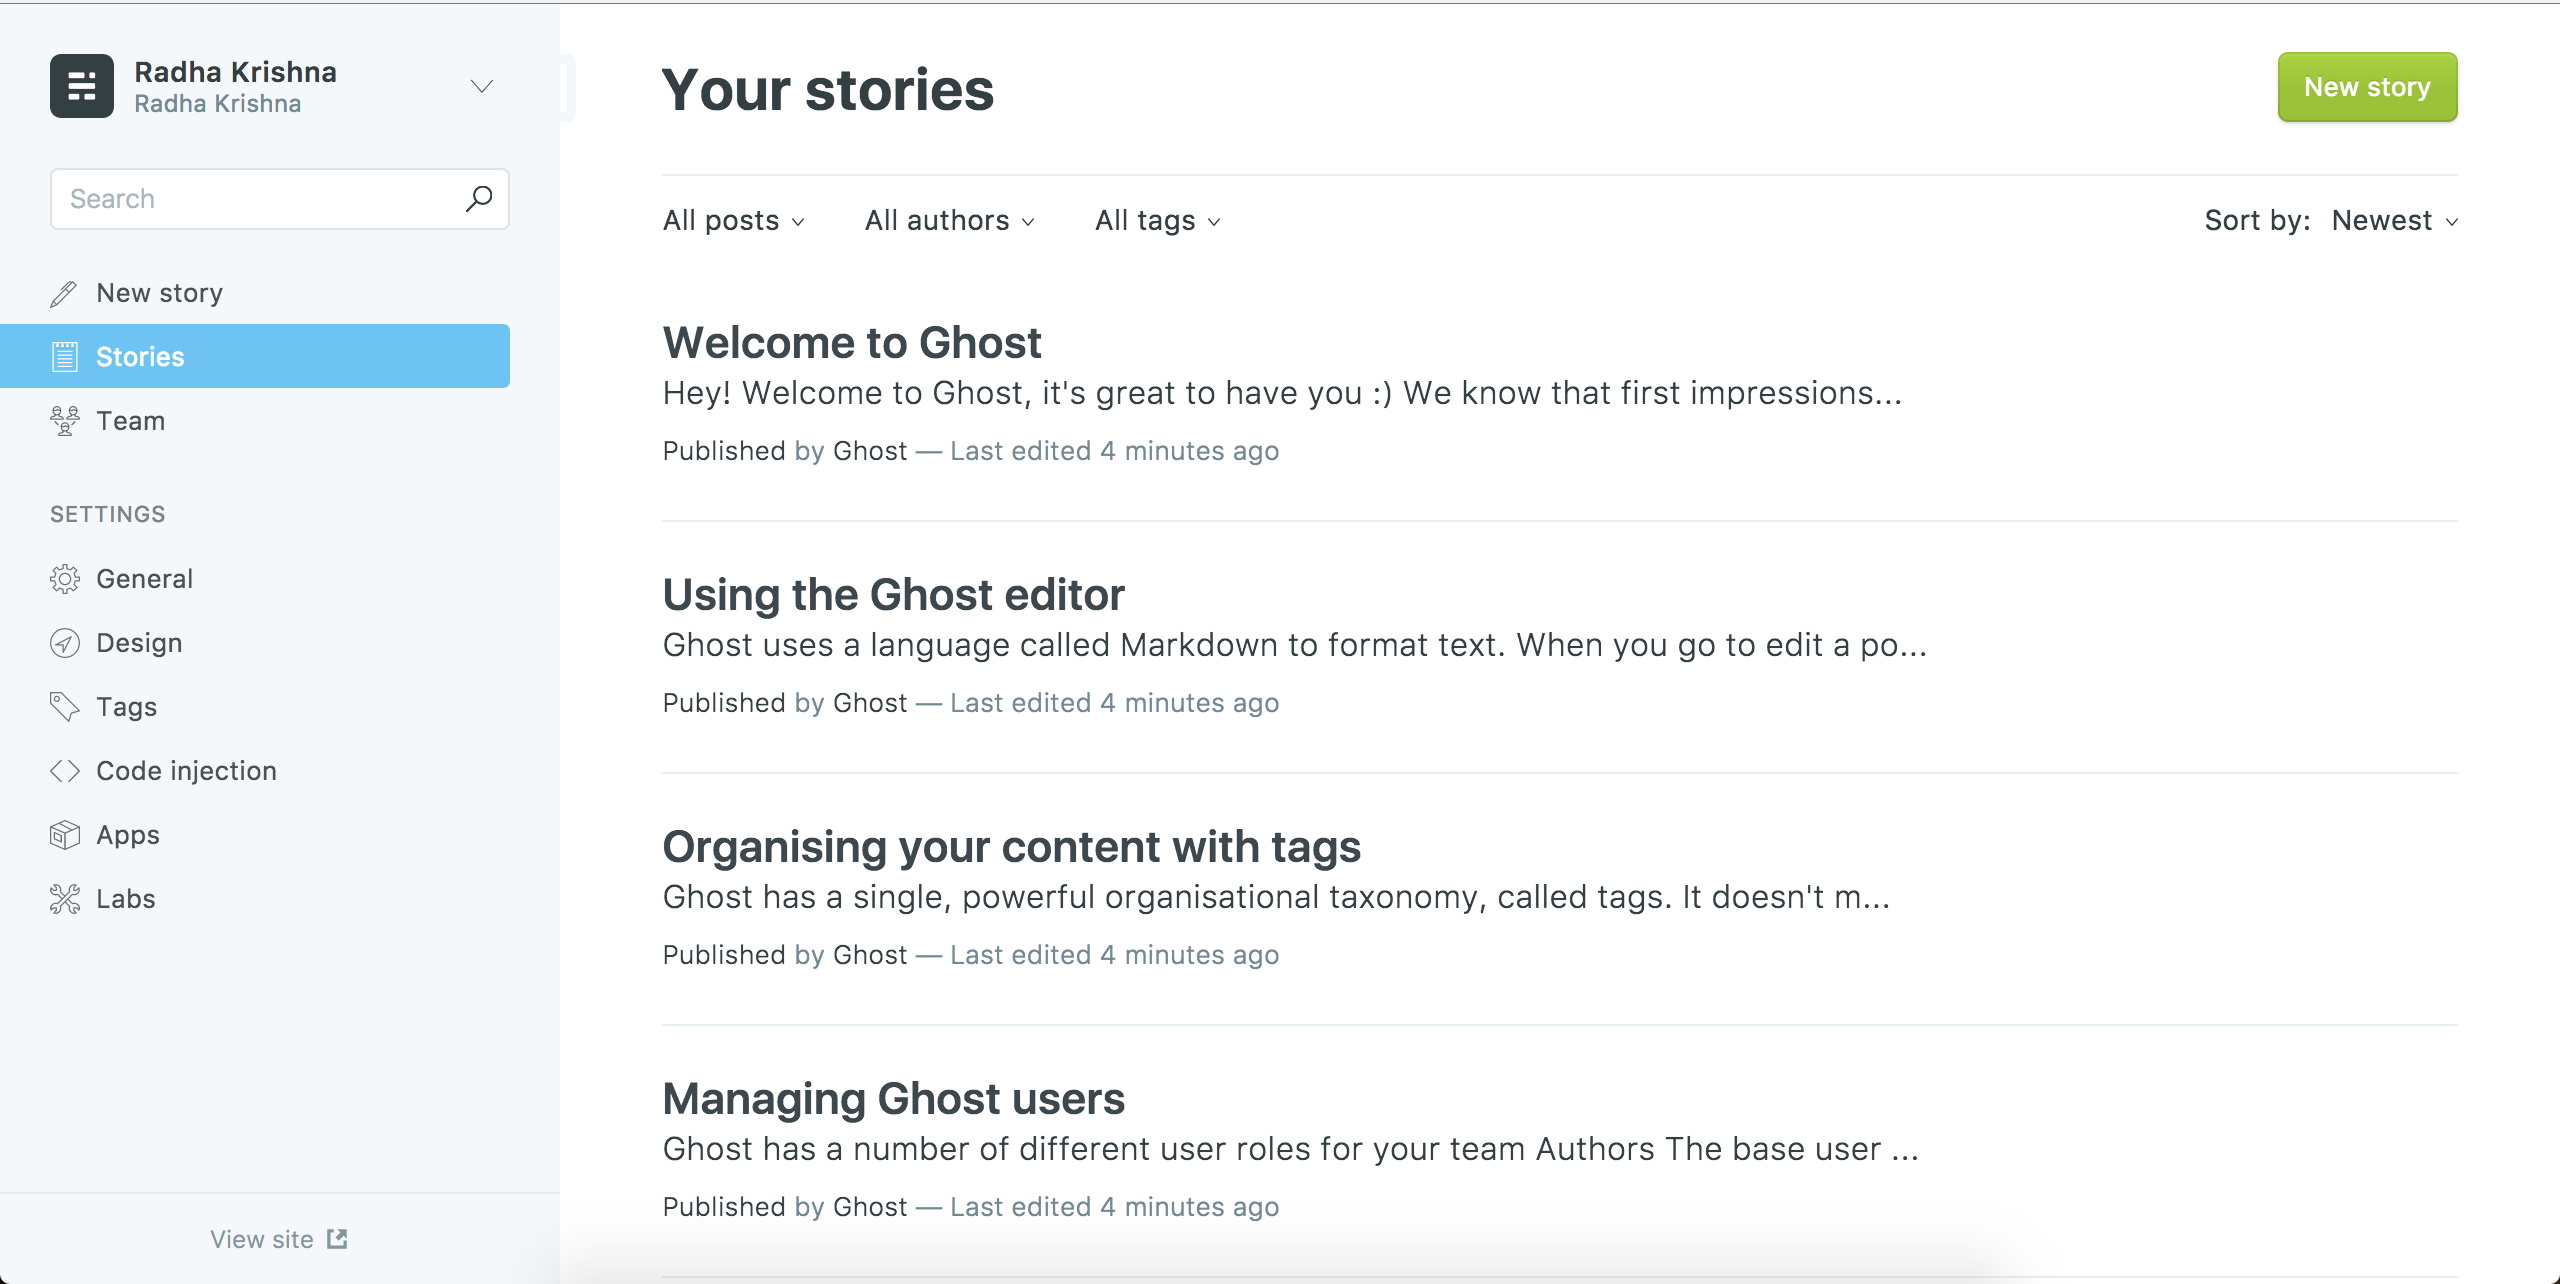 Radha Krishna
Radha Krishna
Search
New story
Stories
Team
SETTINGS
General
Design
Tags
Code injection
Apps
Labs
View site
Your stories
New story
All posts All authors All tags Sort by: Newest
Welcome to Ghost
Hey! Welcome to Ghost, it's great to have you :) We know that first impressions...
Published by Ghost — Last edited 4 minutes ago
Using the Ghost editor
Ghost uses a language called Markdown to format text. When you go to edit a po...
Published by Ghost — Last edited 4 minutes ago
Organising your content with tags
Ghost has a single, powerful organisational taxonomy, called tags. It doesn't m...
Published by Ghost — Last edited 4 minutes ago
Managing Ghost users
Ghost has a number of different user roles for your team Authors The base user ...
Published by Ghost — Last edited 4 minutes ago